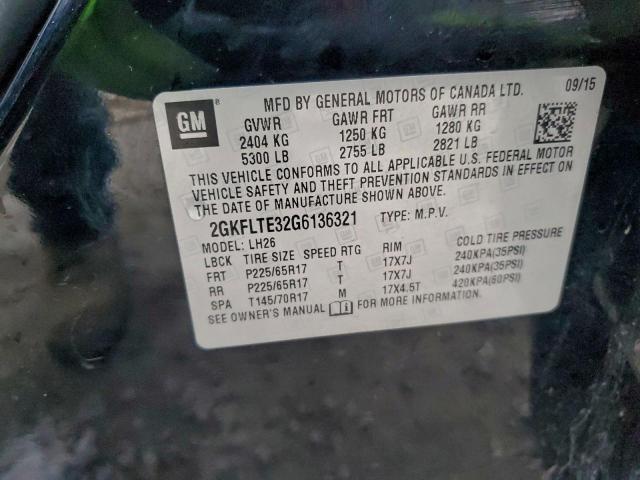 GM ®
MFD BY GENERAL MOTORS OF CANADA LTD. 09/15
GVWR GAWR FRT GAWR RR
2404 KG 1250 KG 1280 KG
5300 LB 2755 LB 2821 LB
THIS VEHICLE CONFORMS TO ALL APPLICABLE U.S. FEDERAL MOTOR
VEHICLE SAFETY AND THEFT PREVENTION STANDARDS IN EFFECT ON
THE DATE OF MANUFACTURE SHOWN ABOVE.
2GKFLTE32G6136321 TYPE: M.P.V.
MODEL: LH26
LBCK TIRE SIZE SPEED RTG RIM COLD TIRE PRESSURE
FRT P225/65R17 T 17X7J 240KPA(35PSI)
RR P225/65R17 T 17X7J 240KPA(35PSI)
SPA T145/70R17 M 17X4.5T 420KPA(60PSI)
SEE OWNER'S MANUAL FOR MORE INFORMATION.